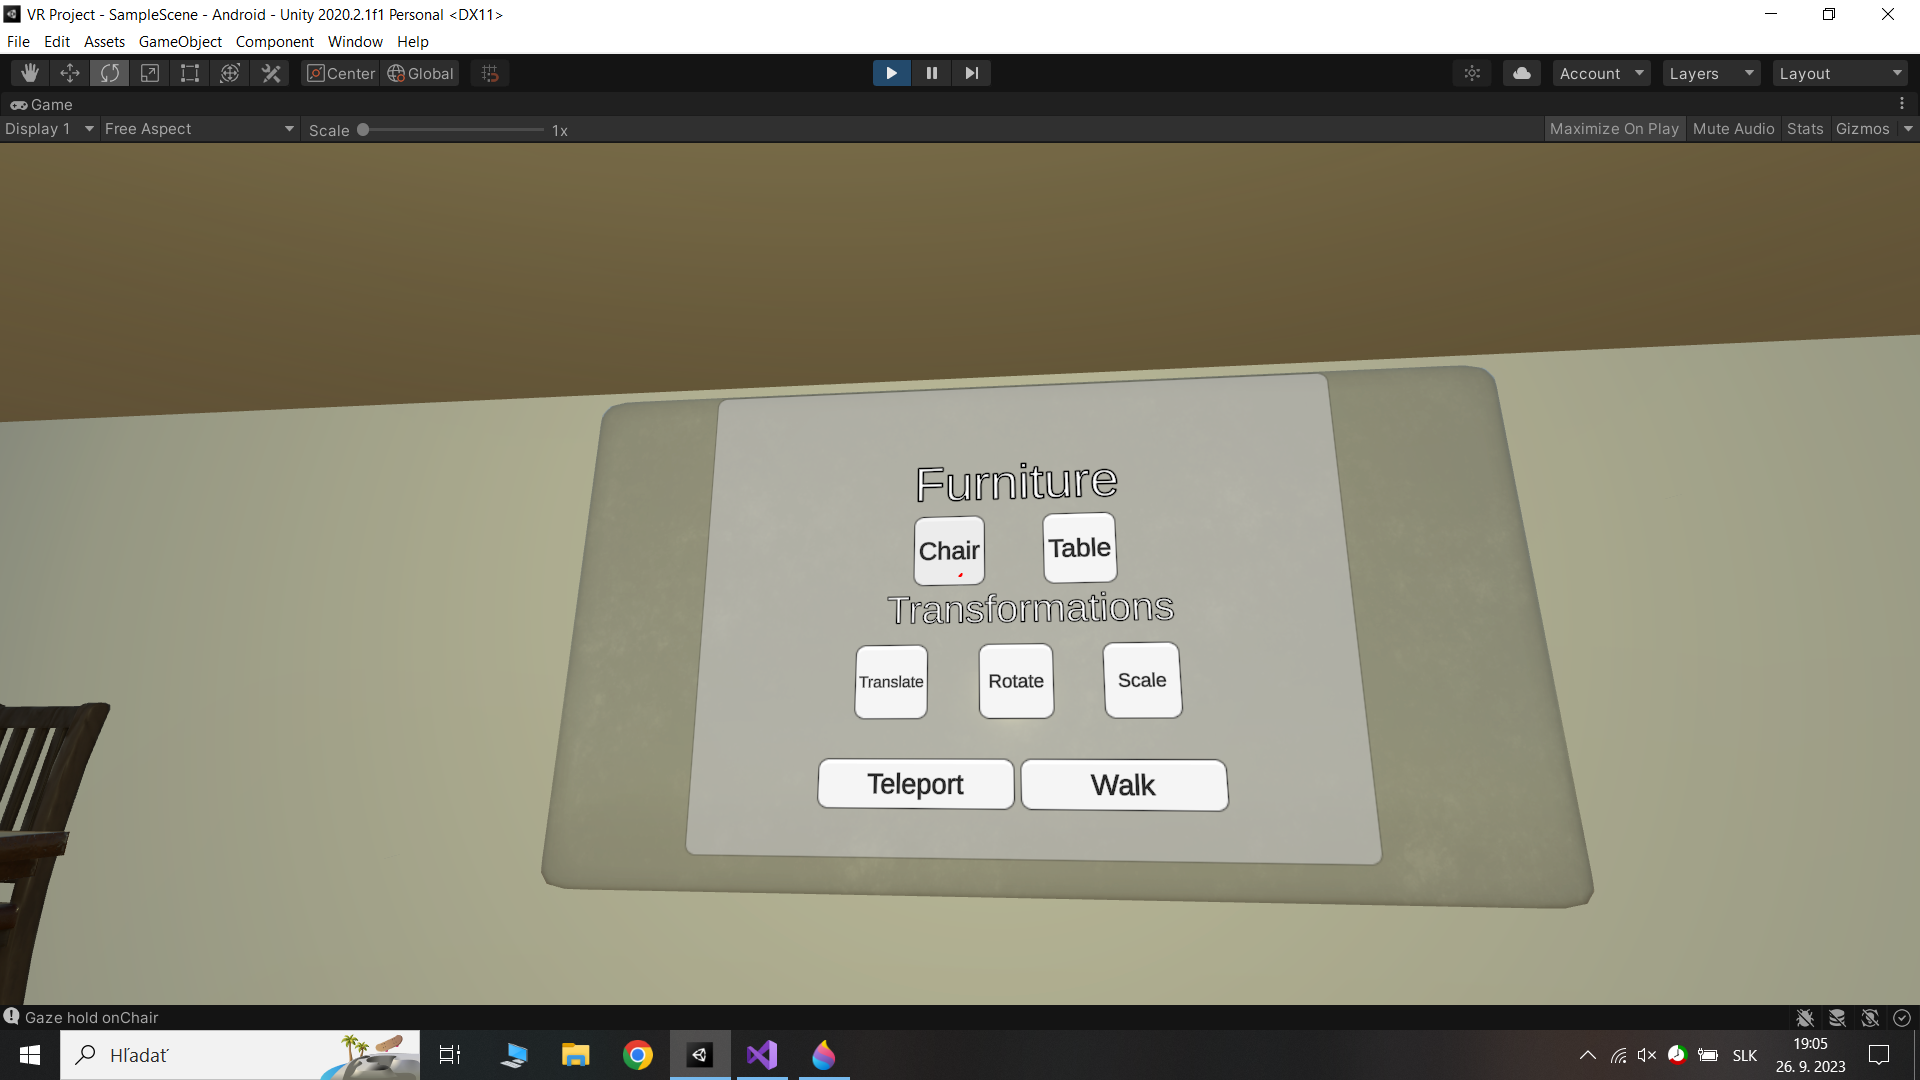 VR Project - SampleScene - Android - Unity 2020.2.1f1 Personal <DX11>
File Edit Assets GameObject Component Window Help
Center Global Account Layers Layout
Game
Display 1 Free Aspect Scale 1x Maximize On Play Mute Audio Stats Gizmos
Furniture
Chair Table
Transformations
Translate Rotate Scale
Teleport Walk
Gaze hold onChair
Hľadať
SLK
19:05
26. 9. 2023